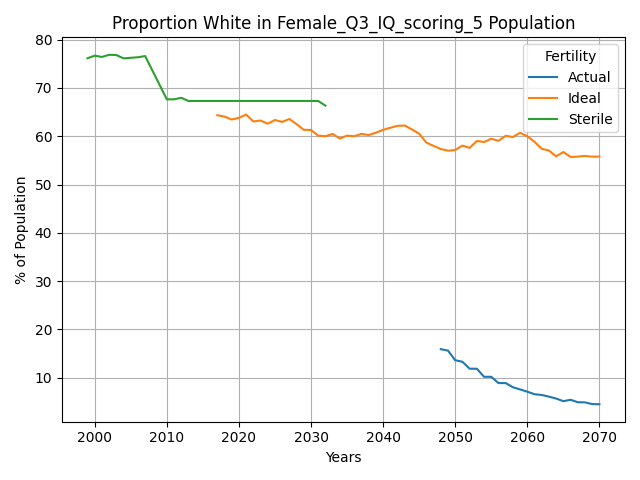 Proportion White in Female_Q3_IQ_scoring_5 Population
80
70
60
50
40
30
20
10
% of Population
Fertility
Actual
Ideal
Sterile
2000 2010 2020 2030 2040 2050 2060 2070
Years